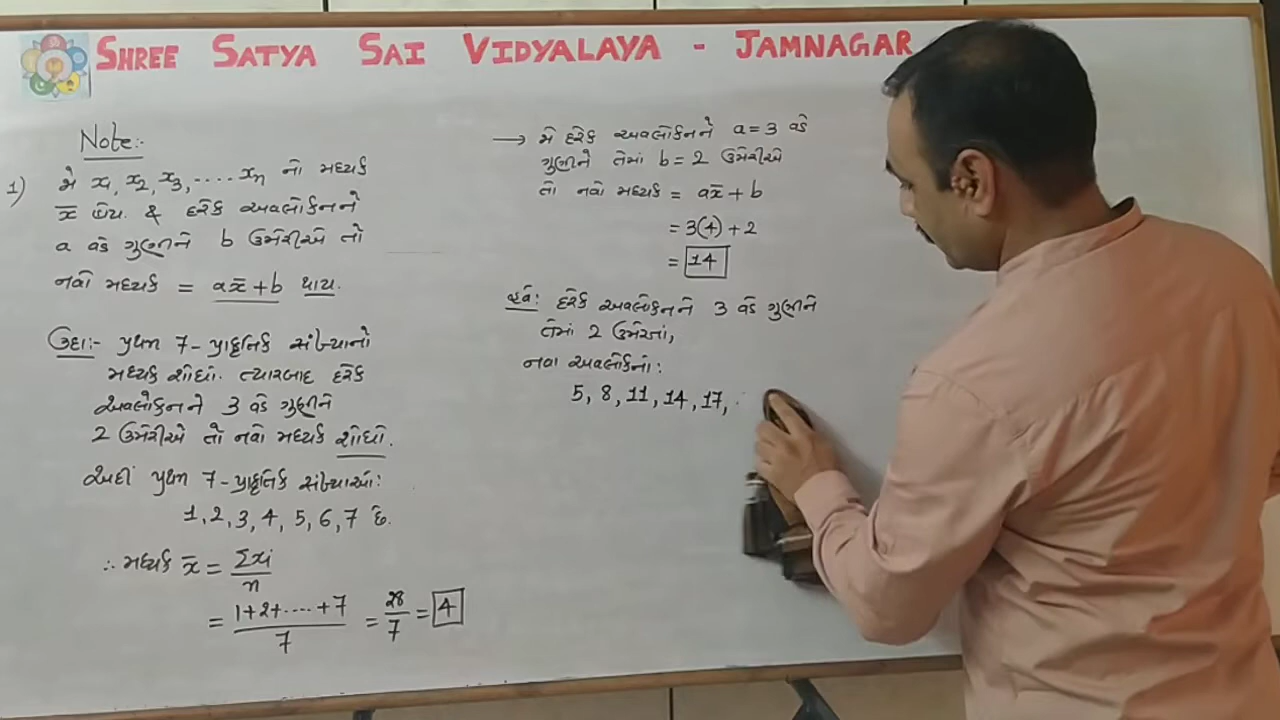 SHREE SATYA SAI VIDYALAYA - JAMNAGAR
Note:-
1) જો x₁, x₂, x₃, ....xₙ નો મધ્યક
x̄ હોય & દરેક અવલોકનને
a વડે ગુણીને b ઉમેરીએ તો
નવો મધ્યક = ax̄ + b થાય.
ઉદા:- પ્રથમ 7-પ્રાકૃતિક સંખ્યાનો
મધ્યક શોધો. ત્યારબાદ દરેક
અવલોકનને 3 વડે ગુણીને
2 ઉમેરીએ તો નવો મધ્યક શોધો.
અહીં પ્રથમ 7-પ્રાકૃતિક સંખ્યાઓ:
1, 2, 3, 4, 5, 6, 7 છે.
∴ મધ્યક x̄ = Σxi / n
= 1+2+....+7 / 7 = 28 / 7 = 4
→ જો દરેક અવલોકનને a = 3 વડે
ગુણીને તેમાં b = 2 ઉમેરીએ
તો નવો મધ્યક = ax̄ + b
= 3(4) + 2
= 14
હવે: દરેક અવલોકનને 3 વડે ગુણીને
તેમાં 2 ઉમેરતાં,
નવા અવલોકનો:
5, 8, 11, 14, 17,